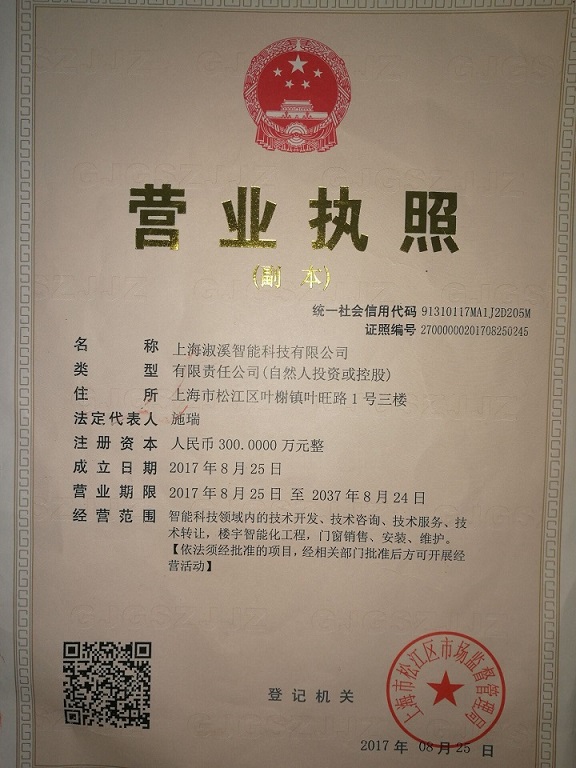 营业执照
(副 本)
统一社会信用代码 91310117MA1J2D205M
证照编号 27000000201708250245
名 称 上海淑溪智能科技有限公司
类 型 有限责任公司(自然人投资或控股)
住 所 上海市松江区叶榭镇叶旺路1号三楼
法定代表人 施瑞
注册资本 人民币300.0000万元整
成立日期 2017年8月25日
营业期限 2017年8月25日 至 2037年8月24日
经营范围 智能科技领域内的技术开发、技术咨询、技术服务、技
术转让，楼宇智能化工程，门窗销售、安装、维护。
【依法须经批准的项目，经相关部门批准后方可开展经
营活动】
登记机关
上海市松江区市场监督管理局
2017 年 08 月 25 日